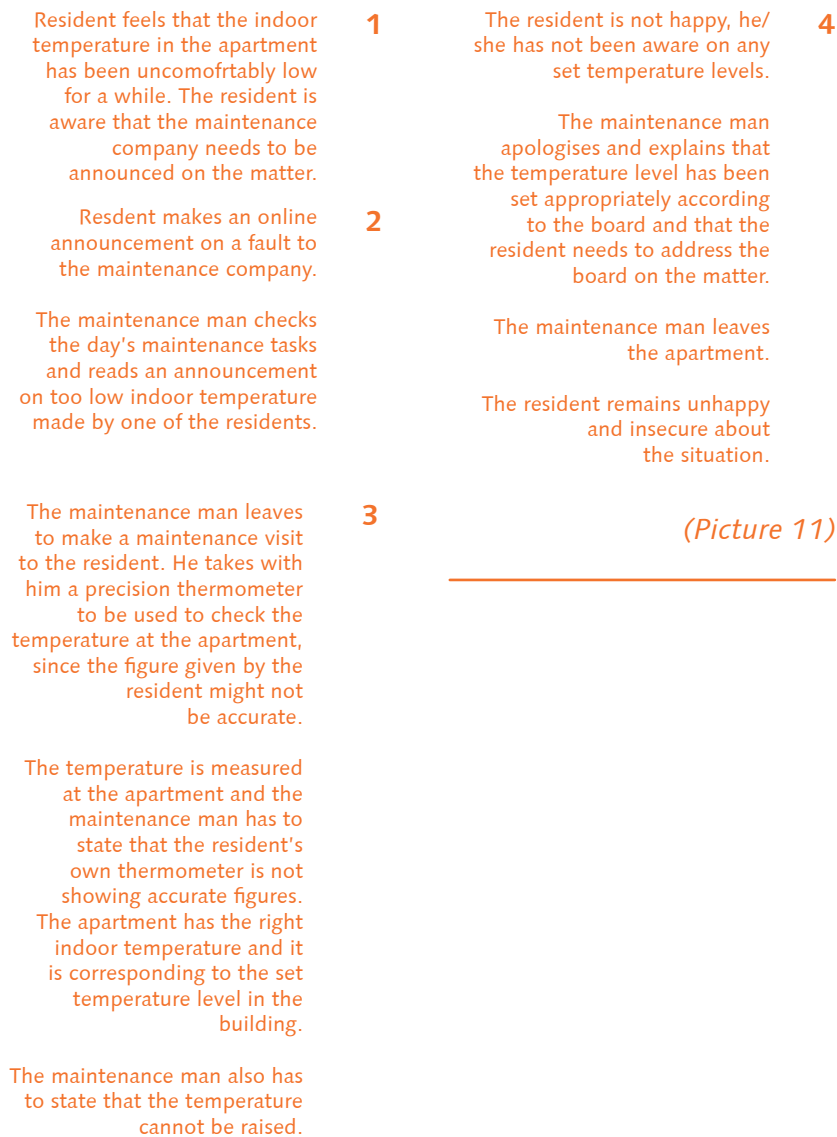 Resident feels that the indoor
temperature in the apartment
has been uncomofrtably low
for a while. The resident is
aware that the maintenance
company needs to be
announced on the matter.
1
Resdent makes an online
announcement on a fault to
the maintenance company.
2
The maintenance man checks
the day's maintenance tasks
and reads an announcement
on too low indoor temperature
made by one of the residents.
The maintenance man leaves
to make a maintenance visit
to the resident. He takes with
him a precision thermometer
to be used to check the
temperature at the apartment,
since the figure given by the
resident might not
be accurate.
3
The temperature is measured
at the apartment and the
maintenance man has to
state that the resident's
own thermometer is not
showing accurate figures.
The apartment has the right
indoor temperature and it
is corresponding to the set
temperature level in the
building.
The maintenance man also has
to state that the temperature
cannot be raised.
The resident is not happy, he/
she has not been aware on any
set temperature levels.
4
The maintenance man
apologises and explains that
the temperature level has been
set appropriately according
to the board and that the
resident needs to address the
board on the matter.
The maintenance man leaves
the apartment.
The resident remains unhappy
and insecure about
the situation.
(Picture 11)